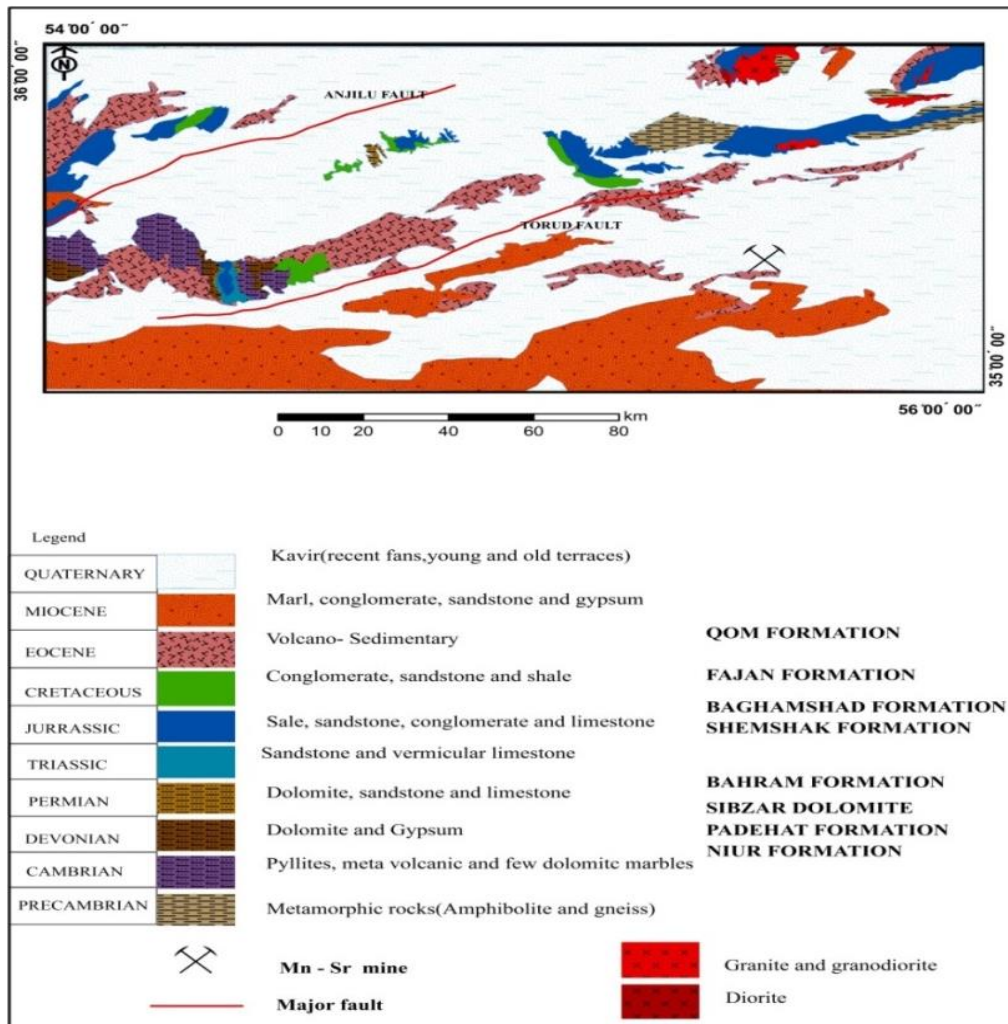 54°00' 00"
36°00' 00"
N
ANJILU FAULT
TORUD FAULT
35°00' 00"
56°00' 00"
km
0 10 20 40 60 80
Legend
QUATERNARY Kavir(recent fans,young and old terraces)
MIOCENE Marl, conglomerate, sandstone and gypsum
EOCENE Volcano- Sedimentary QOM FORMATION
CRETACEOUS Conglomerate, sandstone and shale FAJAN FORMATION
BAGHAMSHAD FORMATION
JURRASSIC Sale, sandstone, conglomerate and limestone SHEMSHAK FORMATION
TRIASSIC Sandstone and vermicular limestone
BAHRAM FORMATION
PERMIAN Dolomite, sandstone and limestone SIBZAR DOLOMITE
DEVONIAN Dolomite and Gypsum PADEHAT FORMATION
NIUR FORMATION
CAMBRIAN Pyllites, meta volcanic and few dolomitc marbles
PRECAMBRIAN Metamorphic rocks(Amphibolite and gneiss)
Mn - Sr mine Granite and granodiorite
Major fault Diorite